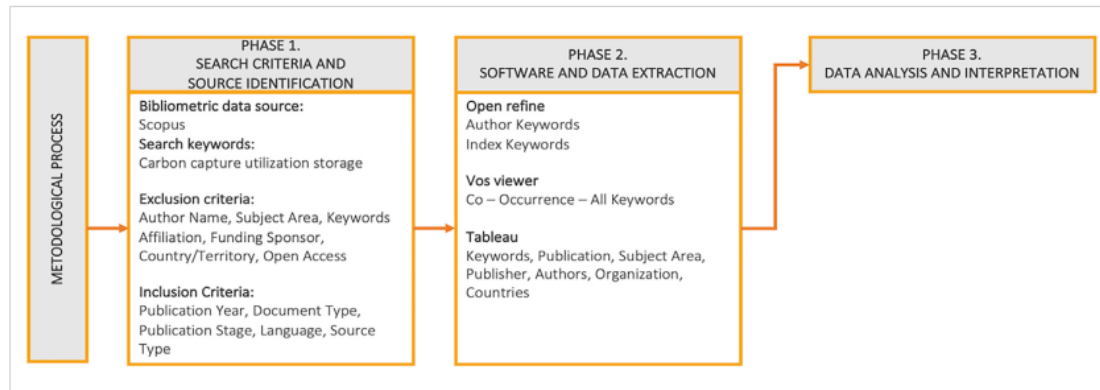 METODOLOGICAL PROCESS
PHASE 1.
SEARCH CRITERIA AND
SOURCE IDENTIFICATION
Bibliometric data source:
Scopus
Search keywords:
Carbon capture utilization storage
Exclusion criteria:
Author Name, Subject Area, Keywords
Affiliation, Funding Sponsor,
Country/Territory, Open Access
Inclusion Criteria:
Publication Year, Document Type,
Publication Stage, Language, Source
Type
PHASE 2.
SOFTWARE AND DATA EXTRACTION
Open refine
Author Keywords
Index Keywords
Vos viewer
Co – Occurrence – All Keywords
Tableau
Keywords, Publication, Subject Area,
Publisher, Authors, Organization,
Countries
PHASE 3.
DATA ANALYSIS AND INTERPRETATION